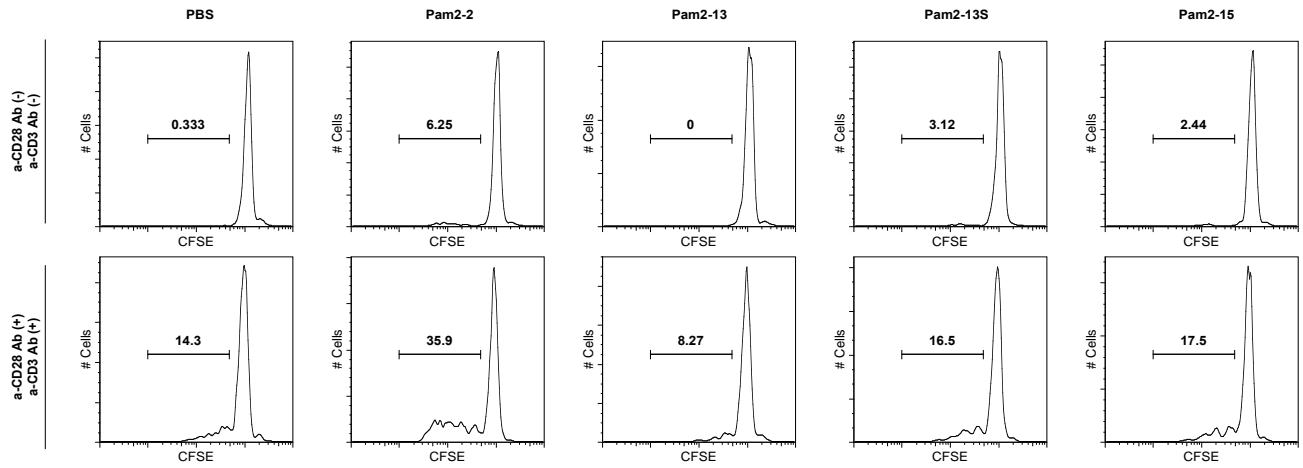 PBS
Pam2-2
Pam2-13
Pam2-13S
Pam2-15
a-CD28 Ab (-)
a-CD3 Ab (-)
# Cells
0.333
CFSE
# Cells
6.25
CFSE
# Cells
0
CFSE
# Cells
3.12
CFSE
# Cells
2.44
CFSE
a-CD28 Ab (+)
a-CD3 Ab (+)
# Cells
14.3
CFSE
# Cells
35.9
CFSE
# Cells
8.27
CFSE
# Cells
16.5
CFSE
# Cells
17.5
CFSE